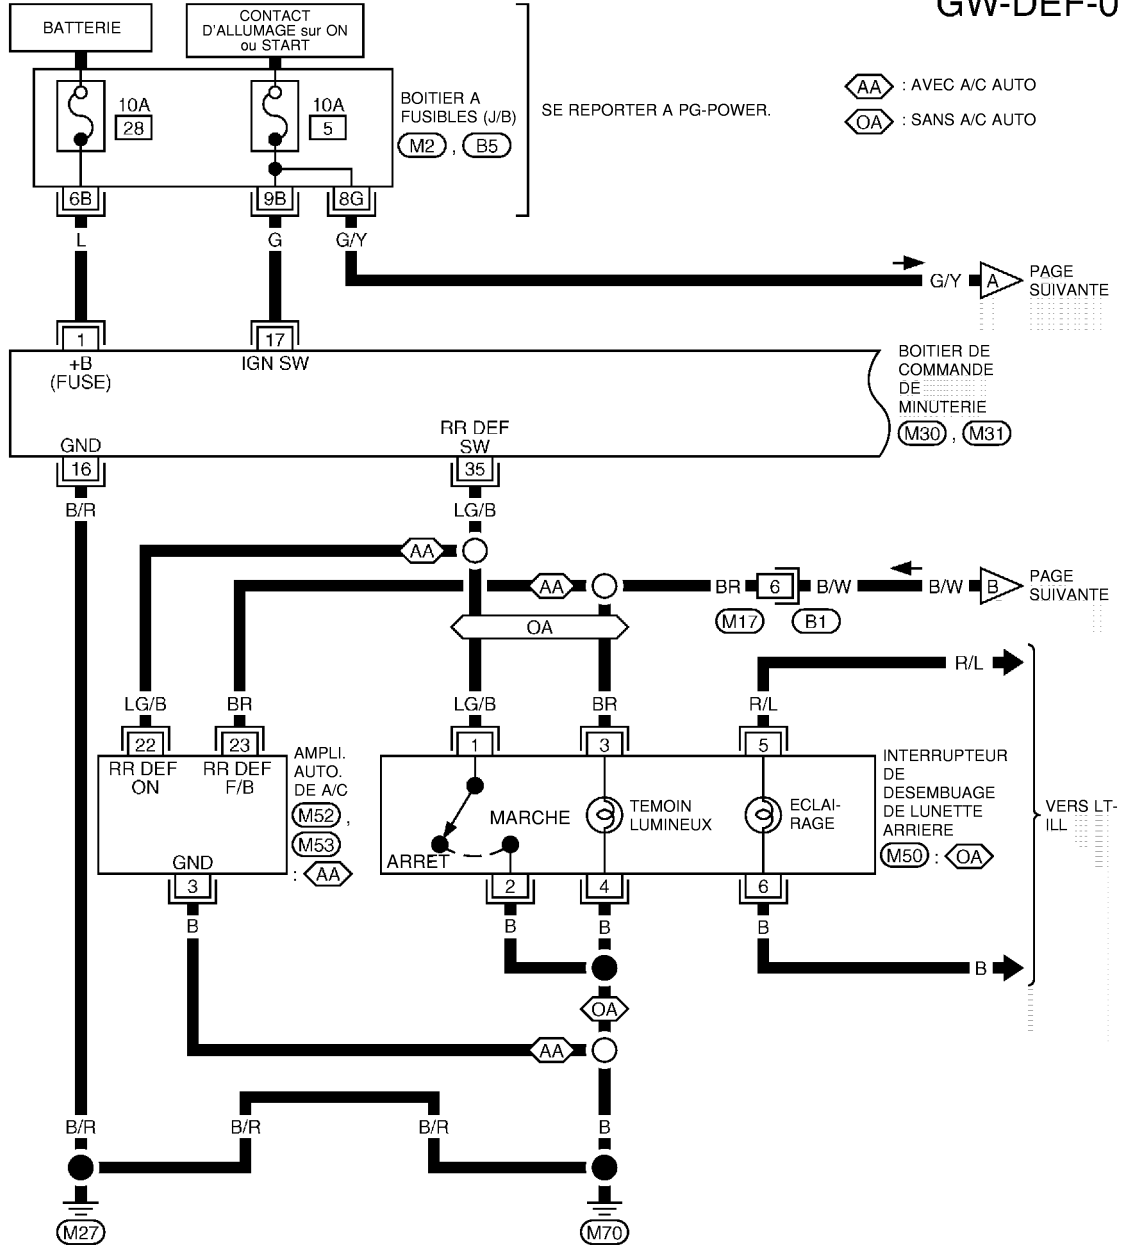 GW-DEF-0
BATTERIE
CONTACT
D'ALLUMAGE sur ON
ou START
10A
28
10A
5
BOITIER A
FUSIBLES (J/B)
M2 , B5
SE REPORTER A PG-POWER.
AA : AVEC A/C AUTO
OA : SANS A/C AUTO
6B
9B
8G
L
G
G/Y
G/Y
A
PAGE
SUIVANTE
1
17
+B
(FUSE)
IGN SW
BOITIER DE
COMMANDE
DE
MINUTERIE
M30 , M31
GND
RR DEF
SW
16
35
B/R
LG/B
AA
AA
BR
6
B/W
B/W
B
PAGE
SUIVANTE
M17
B1
OA
R/L
LG/B
BR
LG/B
BR
R/L
22
23
1
3
5
RR DEF
ON
RR DEF
F/B
GND
AMPLI.
AUTO.
DE A/C
M52 ,
M53
: AA
MARCHE
ARRET
TEMOIN
LUMINEUX
ECLAI-
RAGE
INTERRUPTEUR
DE
DESEMBUAGE
DE LUNETTE
ARRIERE
M50 : OA
VERS LT-
ILL
3
2
4
6
B
B
B
B
B
OA
AA
B/R
B/R
B/R
B
M27
M70